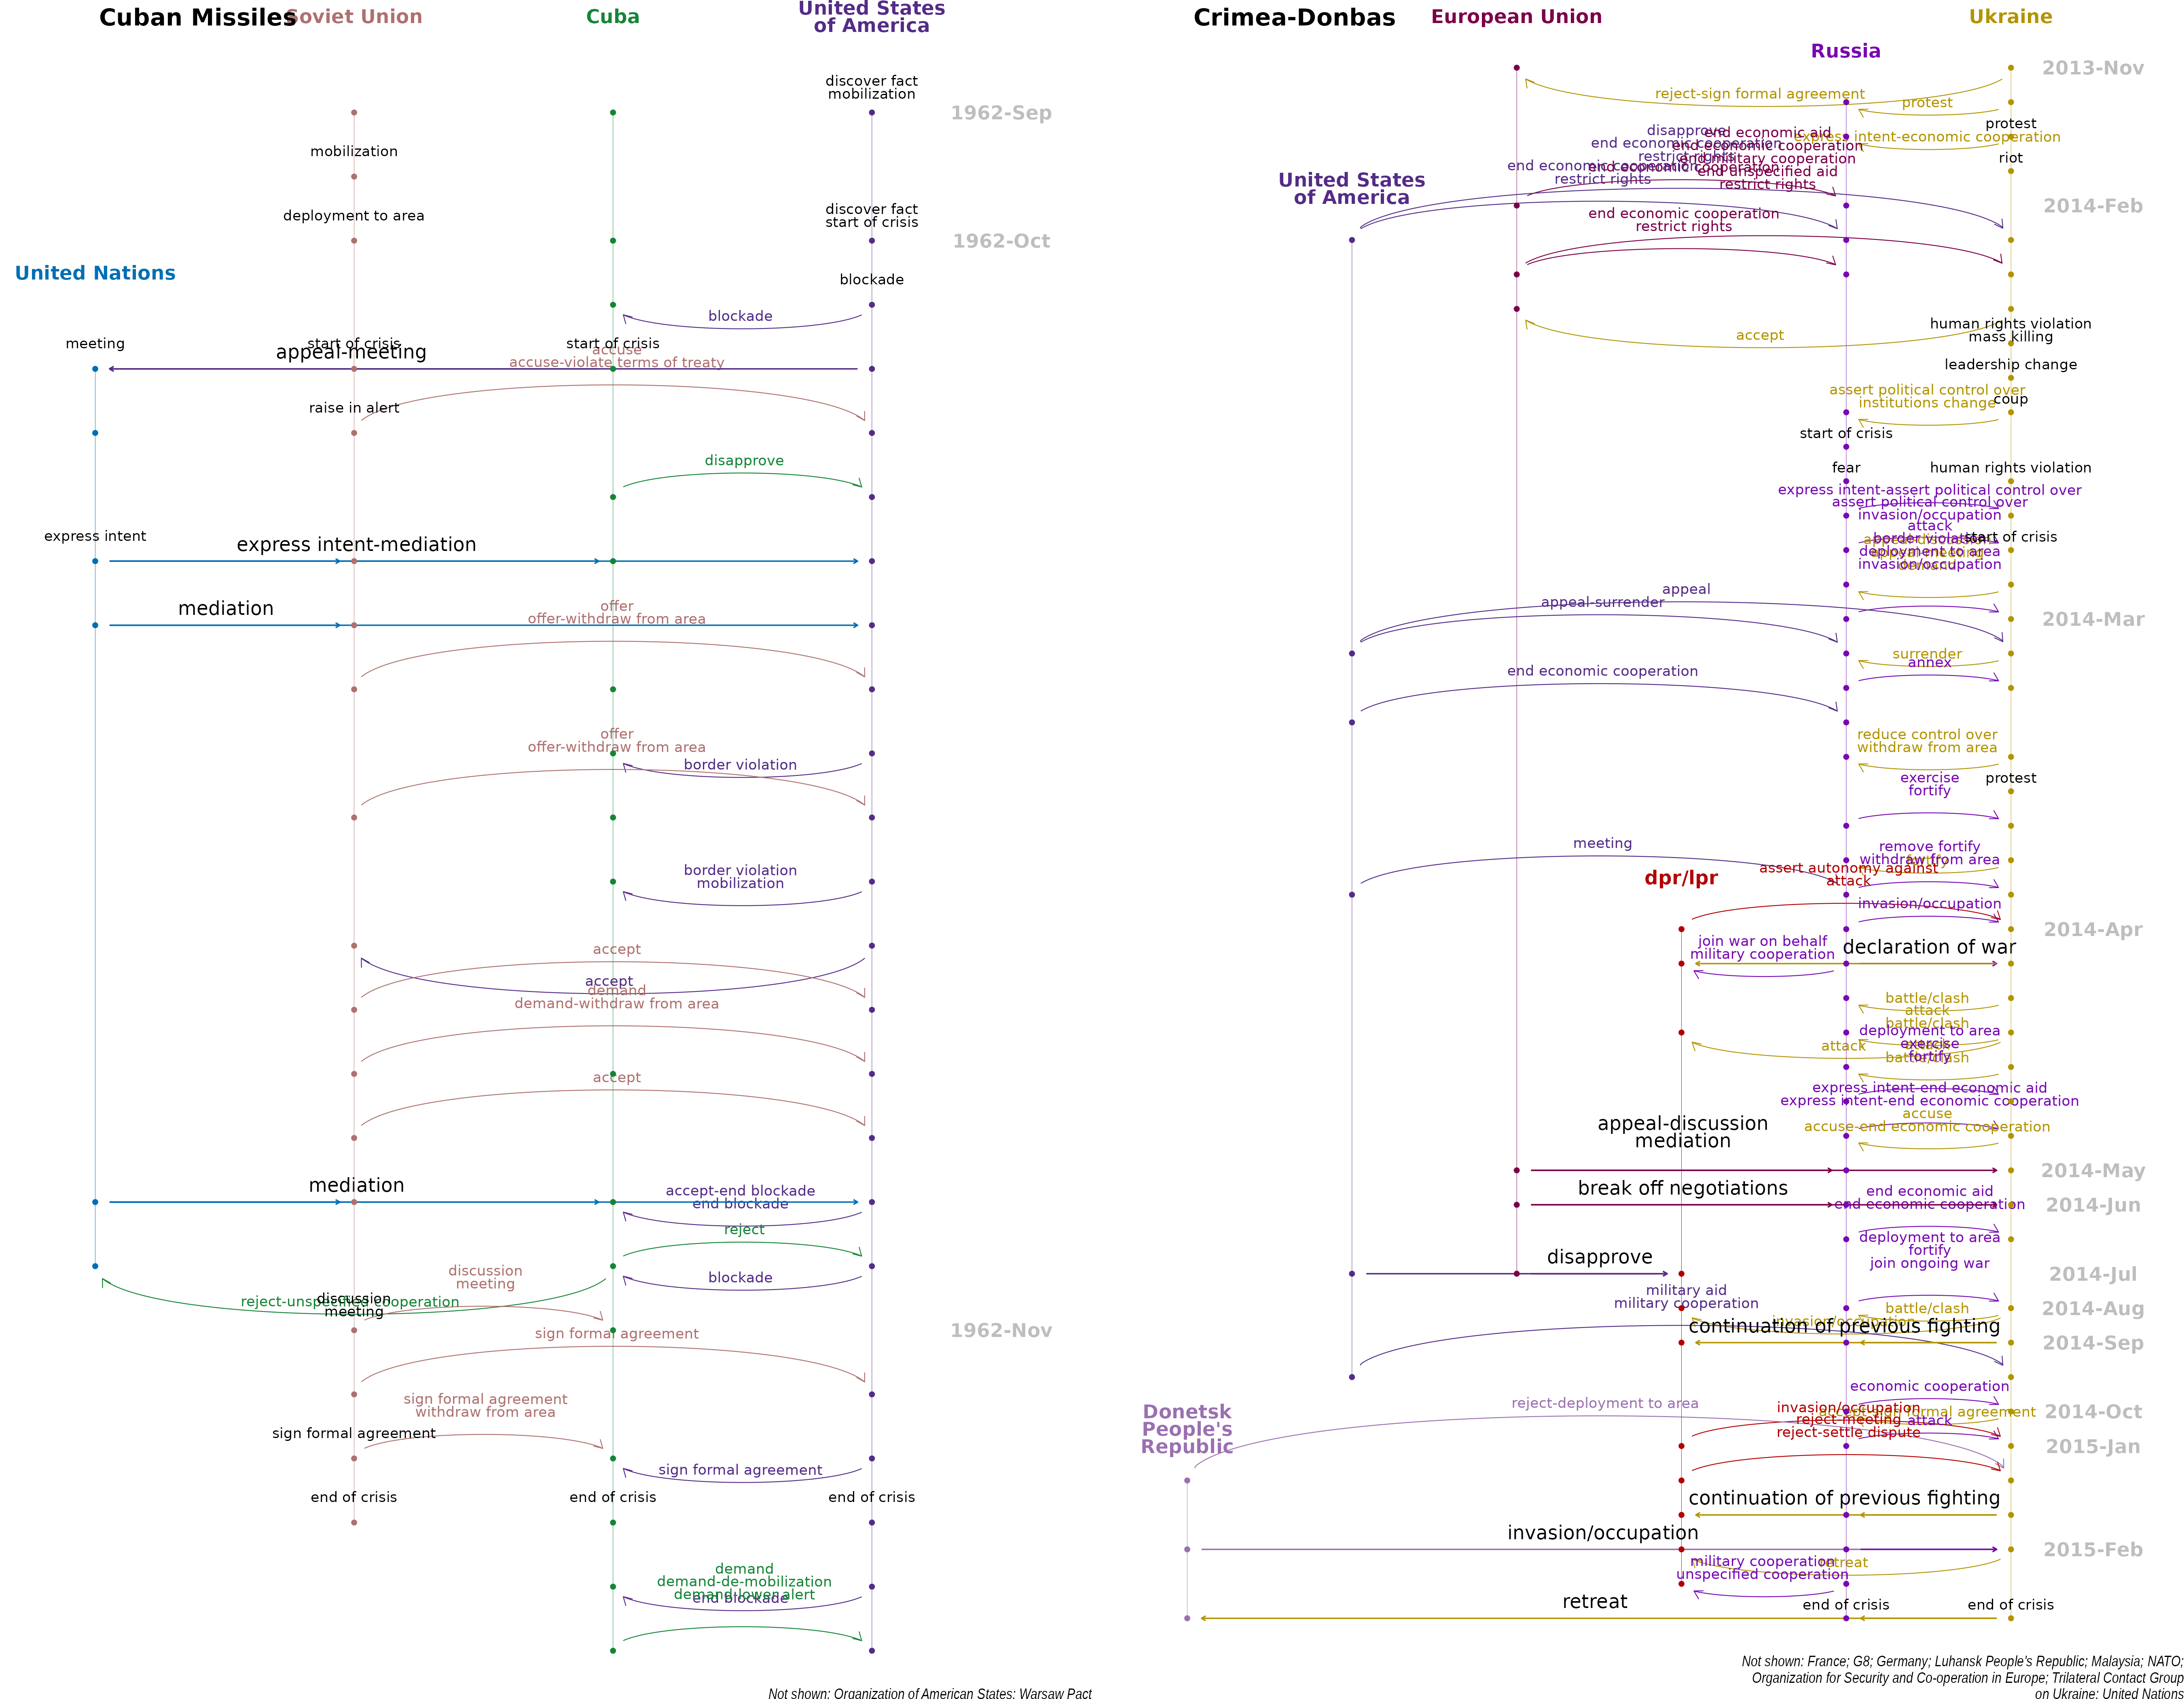 Cuban Missiles
Soviet Union
Cuba
United States
of America
discover fact
mobilization
1962-Sep
mobilization
deployment to area
discover fact
start of crisis
1962-Oct
United Nations
blockade
blockade
meeting
start of crisis
start of crisis
appeal-meeting
accuse
accuse-violate terms of treaty
raise in alert
disapprove
express intent
express intent-mediation
mediation
offer
offer-withdraw from area
offer
offer-withdraw from area
border violation
border violation
mobilization
accept
accept
demand
demand-withdraw from area
accept
mediation
accept-end blockade
end blockade
reject
discussion
meeting
blockade
discussion
meeting
reject-unspecified cooperation
sign formal agreement
1962-Nov
sign formal agreement
withdraw from area
sign formal agreement
sign formal agreement
end of crisis
end of crisis
end of crisis
demand
demand-de-mobilization
demand-lower alert
end blockade
Not shown: Organization of American States; Warsaw Pact
Crimea-Donbas
European Union
Ukraine
Russia
2013-Nov
reject-sign formal agreement
protest
protest
express intent-economic cooperation
disapprove
end economic cooperation
restrict rights
end economic aid
end economic cooperation
end military cooperation
end unspecified aid
restrict rights
riot
end economic cooperation
restrict rights
end economic cooperation
United States
of America
2014-Feb
end economic cooperation
restrict rights
accept
human rights violation
mass killing
leadership change
assert political control over
institutions change
coup
start of crisis
fear
human rights violation
express intent-assert political control over
assert political control over
invasion/occupation
attack
border violation
deployment to area
invasion/occupation
appeal-discussion
appeal-meeting
demand
start of crisis
appeal
appeal-surrender
2014-Mar
surrender
annex
end economic cooperation
reduce control over
withdraw from area
exercise
fortify
protest
meeting
remove fortify
withdraw from area
fortify
assert autonomy against
attack
dpr/lpr
invasion/occupation
2014-Apr
join war on behalf
military cooperation
declaration of war
battle/clash
attack
battle/clash
deployment to area
exercise
fortify
attack
attack
battle/clash
express intent-end economic aid
express intent-end economic cooperation
accuse
accuse-end economic cooperation
appeal-discussion
mediation
2014-May
break off negotiations
end economic aid
end economic cooperation
2014-Jun
deployment to area
fortify
join ongoing war
disapprove
2014-Jul
military aid
military cooperation
battle/clash
invasion/occupation
2014-Aug
continuation of previous fighting
2014-Sep
economic cooperation
reject-deployment to area
Donetsk
People's
Republic
accept-sign formal agreement
2014-Oct
invasion/occupation
reject-meeting
reject-settle dispute
attack
2015-Jan
continuation of previous fighting
invasion/occupation
2015-Feb
military cooperation
unspecified cooperation
retreat
retreat
end of crisis
end of crisis
Not shown: France; G8; Germany; Luhansk People's Republic; Malaysia; NATO;
Organization for Security and Co-operation in Europe; Trilateral Contact Group
on Ukraine; United Nations